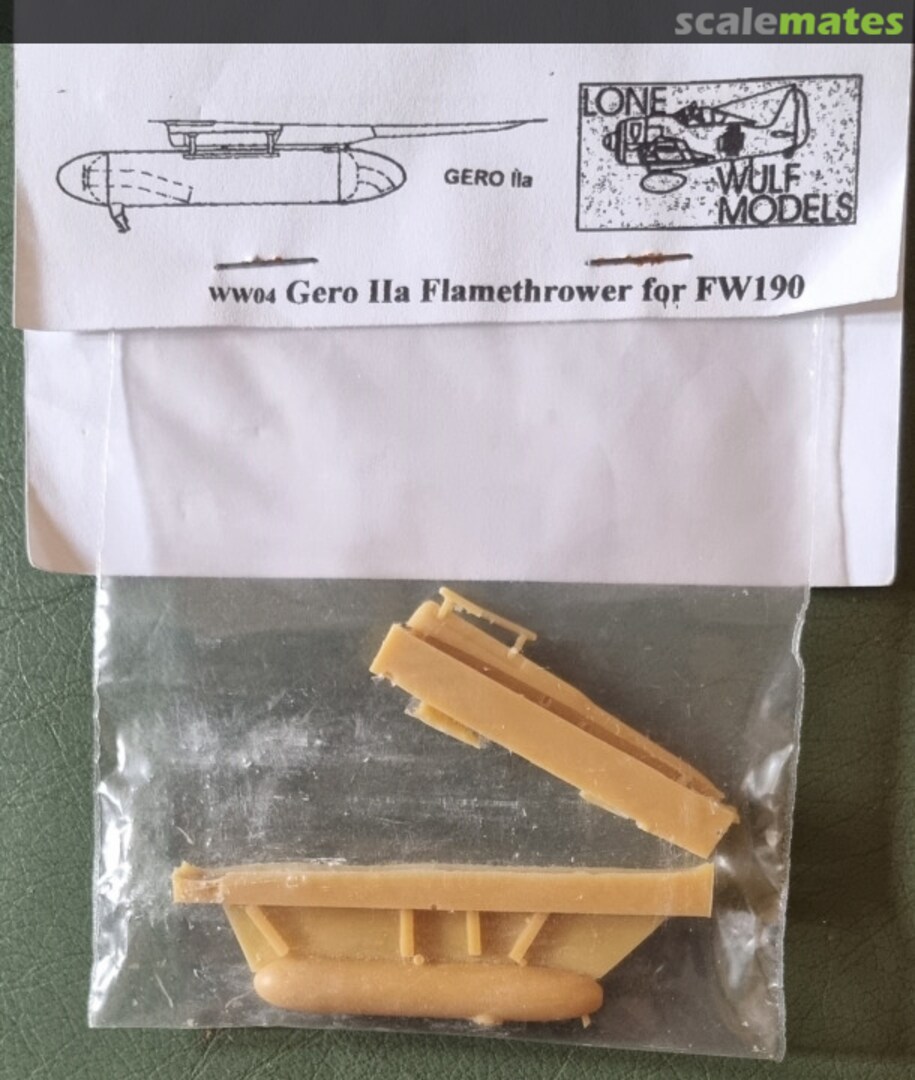 scalemates
LONE
WULF
MODELS
GERO IIa
WW04 Gero IIa Flamethrower for FW190